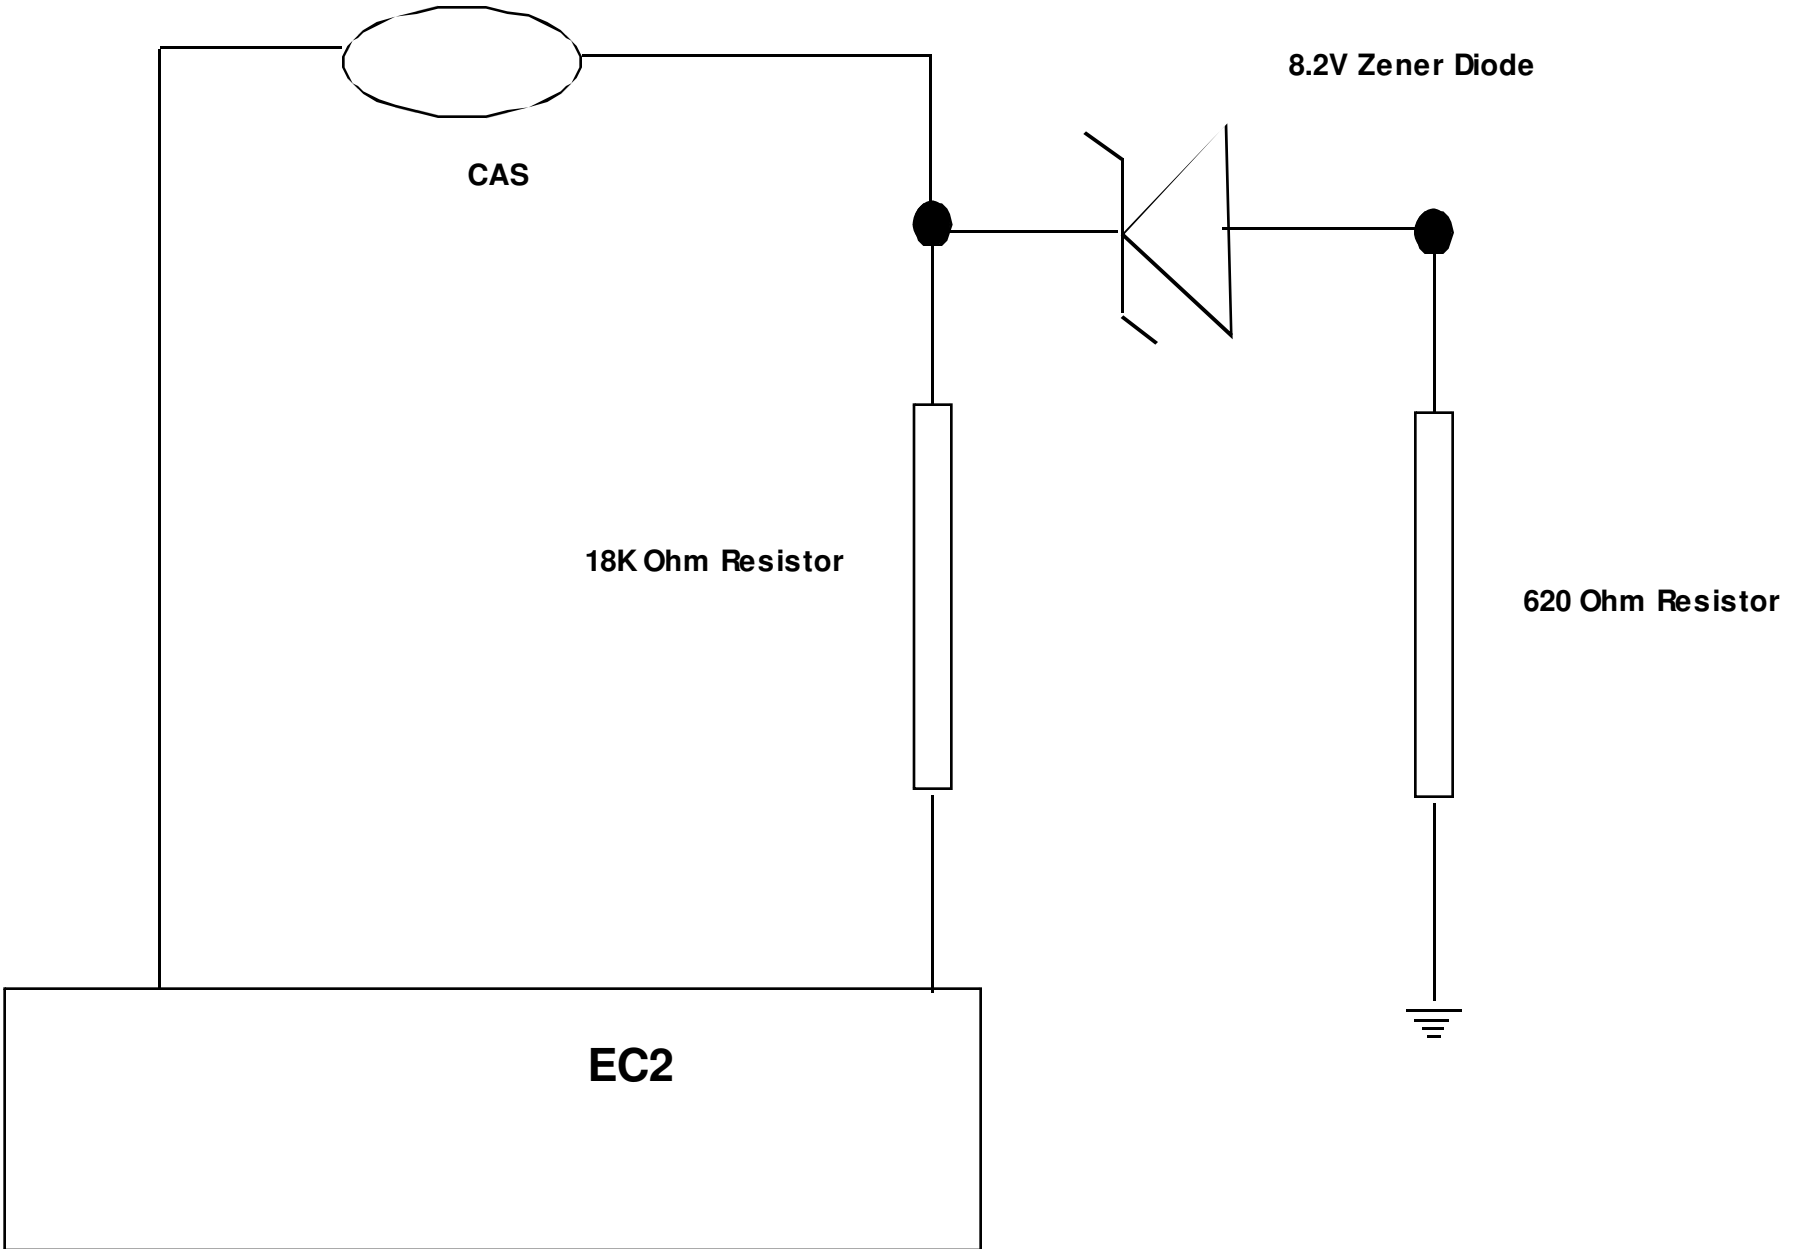 8.2V Zener Diode
CAS
18K Ohm Resistor
620 Ohm Resistor
EC2